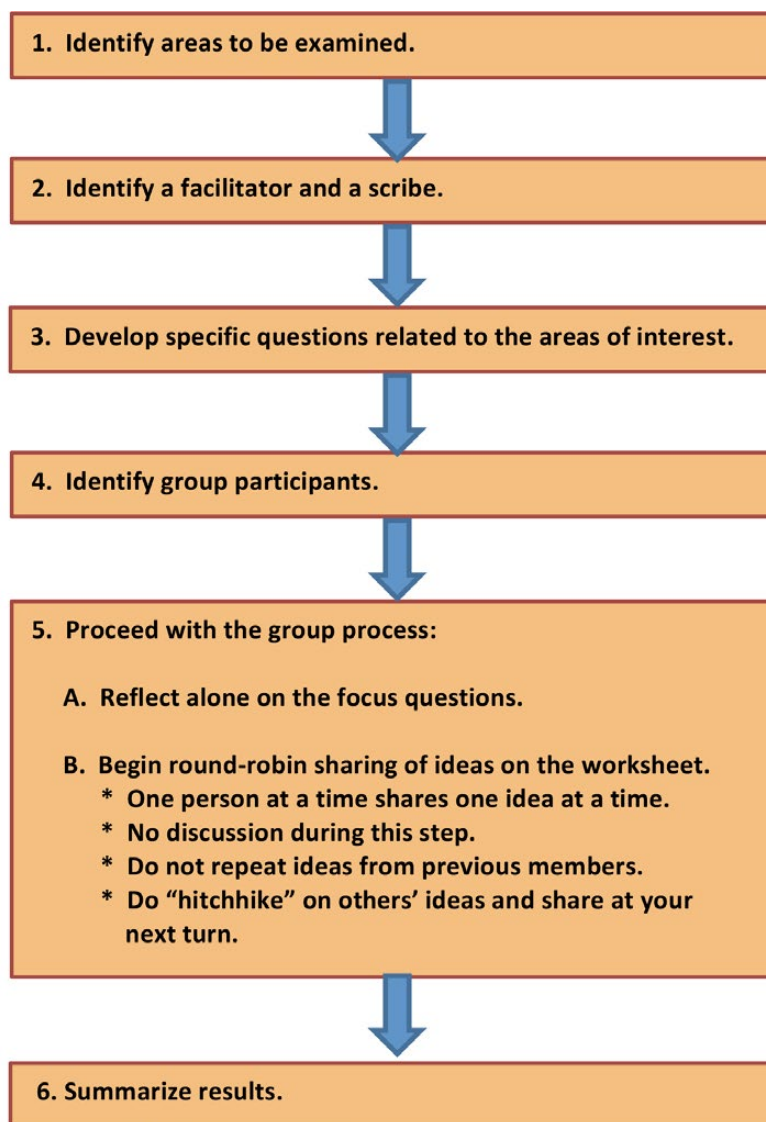 1. Identify areas to be examined.
2. Identify a facilitator and a scribe.
3. Develop specific questions related to the areas of interest.
4. Identify group participants.
5. Proceed with the group process:
A. Reflect alone on the focus questions.
B. Begin round-robin sharing of ideas on the worksheet.
* One person at a time shares one idea at a time.
* No discussion during this step.
* Do not repeat ideas from previous members.
* Do “hitchhike” on others’ ideas and share at your
next turn.
6. Summarize results.